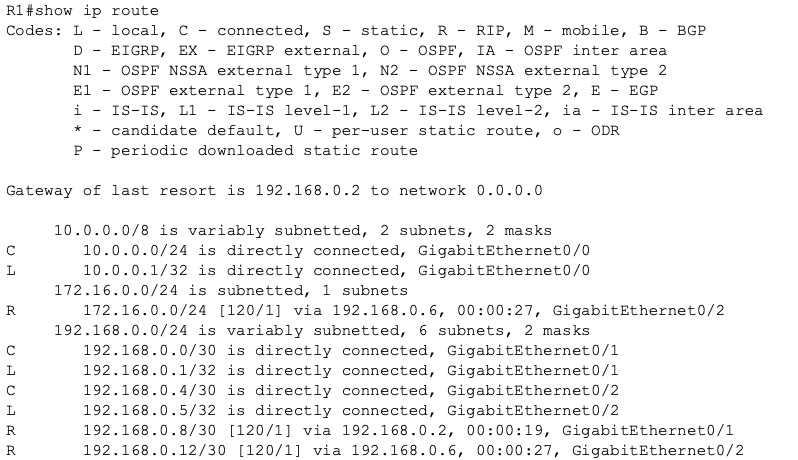 R1#show ip route
Codes: L - local, C - connected, S - static, R - RIP, M - mobile, B - BGP
D - EIGRP, EX - EIGRP external, O - OSPF, IA - OSPF inter area
N1 - OSPF NSSA external type 1, N2 - OSPF NSSA external type 2
E1 - OSPF external type 1, E2 - OSPF external type 2, E - EGP
i - IS-IS, L1 - IS-IS level-1, L2 - IS-IS level-2, ia - IS-IS inter area
* - candidate default, U - per-user static route, o - ODR
P - periodic downloaded static route
Gateway of last resort is 192.168.0.2 to network 0.0.0.0
10.0.0.0/8 is variably subnetted, 2 subnets, 2 masks
C 10.0.0.0/24 is directly connected, GigabitEthernet0/0
L 10.0.0.1/32 is directly connected, GigabitEthernet0/0
172.16.0.0/24 is subnetted, 1 subnets
R 172.16.0.0/24 [120/1] via 192.168.0.6, 00:00:27, GigabitEthernet0/2
192.168.0.0/24 is variably subnetted, 6 subnets, 2 masks
C 192.168.0.0/30 is directly connected, GigabitEthernet0/1
L 192.168.0.1/32 is directly connected, GigabitEthernet0/1
C 192.168.0.4/30 is directly connected, GigabitEthernet0/2
L 192.168.0.5/32 is directly connected, GigabitEthernet0/2
R 192.168.0.8/30 [120/1] via 192.168.0.2, 00:00:19, GigabitEthernet0/1
R 192.168.0.12/30 [120/1] via 192.168.0.6, 00:00:27, GigabitEthernet0/2